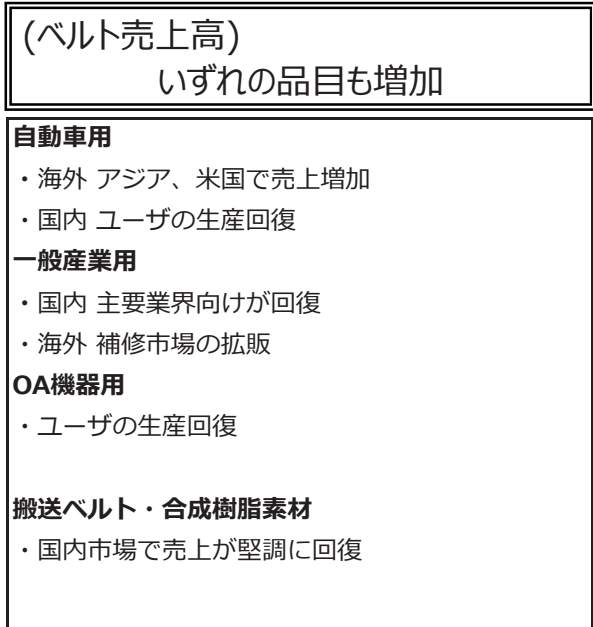 (ベルト売上高)
いずれの品目も増加
自動車用
・海外 アジア、米国で売上増加
・国内 ユーザの生産回復
一般産業用
・国内 主要業界向けが回復
・海外 補修市場の拡販
OA機器用
・ユーザの生産回復
搬送ベルト・合成樹脂素材
・国内市場で売上が堅調に回復